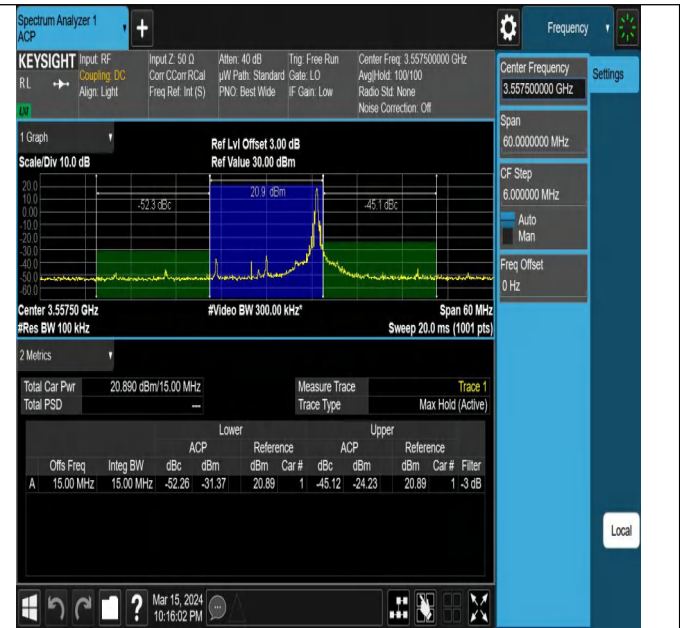 Spectrum Analyzer 1
ACP
Frequency
KEYSIGHT
RL
Input: RF
Coupling: DC
Align: Light
Input Z: 50 Ω
Corr CCorr RCal
Freq Ref: Int (S)
Atten: 40 dB
µW Path: Standard
PNO: Best Wide
Trig: Free Run
Gate: LO
IF Gain: Low
Center Freq: 3.557500000 GHz
Avg|Hold: 100/100
Radio Std: None
Noise Correction: Off
Center Frequency
3.557500000 GHz
Settings
Span
60.0000000 MHz
CF Step
6.000000 MHz
Auto
Man
Freq Offset
0 Hz
1 Graph
Scale/Div 10.0 dB
Ref Lvl Offset 3.00 dB
Ref Value 30.00 dBm
20.0
10.0
0.00
-10.0
-20.0
-30.0
-40.0
-50.0
-60.0
-52.3 dBc
20.9 dBm
-45.1 dBc
Center 3.55750 GHz #Video BW 300.00 kHz* Span 60 MHz
#Res BW 100 kHz Sweep 20.0 ms (1001 pts)
2 Metrics
Total Car Pwr 20.890 dBm/15.00 MHz Measure Trace Trace 1
Total PSD --- Trace Type Max Hold (Active)
Lower Upper
ACP Reference ACP Reference
Offs Freq Integ BW dBc dBm dBm Car # dBc dBm dBm Car # Filter
A 15.00 MHz 15.00 MHz -52.26 -31.37 20.89 1 -45.12 -24.23 20.89 1 -3 dB
Local
Mar 15, 2024
10:16:02 PM